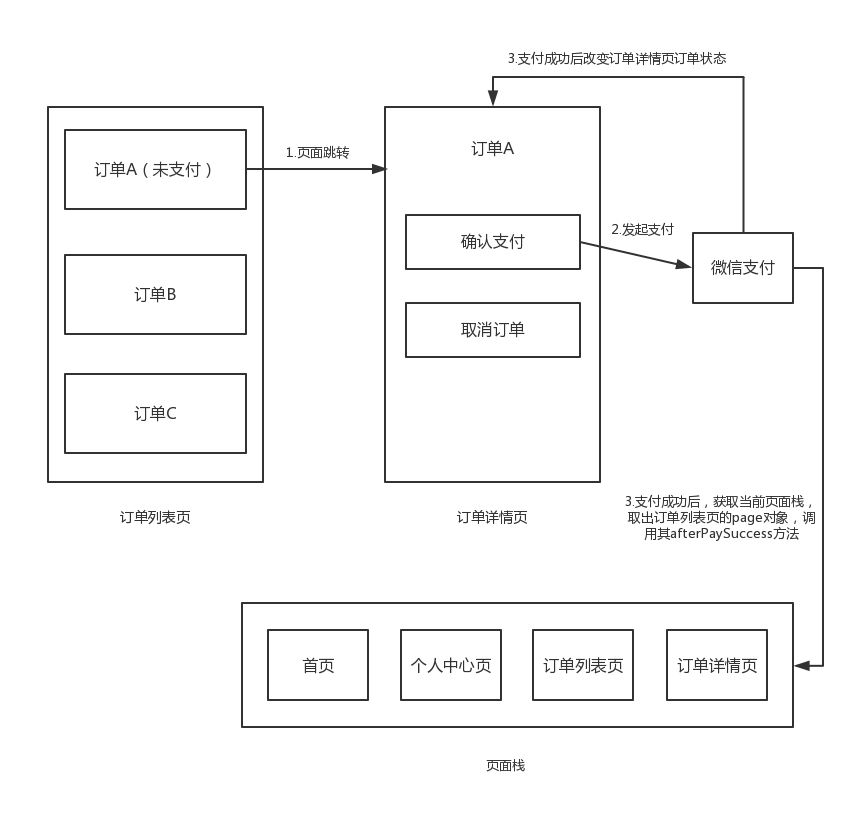 3.支付成功后改变订单详情页订单状态
订单A（未支付）
1.页面跳转
订单A
确认支付
2.发起支付
微信支付
订单B
取消订单
订单C
订单列表页
订单详情页
3.支付成功后，获取当前页面栈，
取出订单列表页的page对象，调
用其afterPaySuccess方法
首页
个人中心页
订单列表页
订单详情页
页面栈